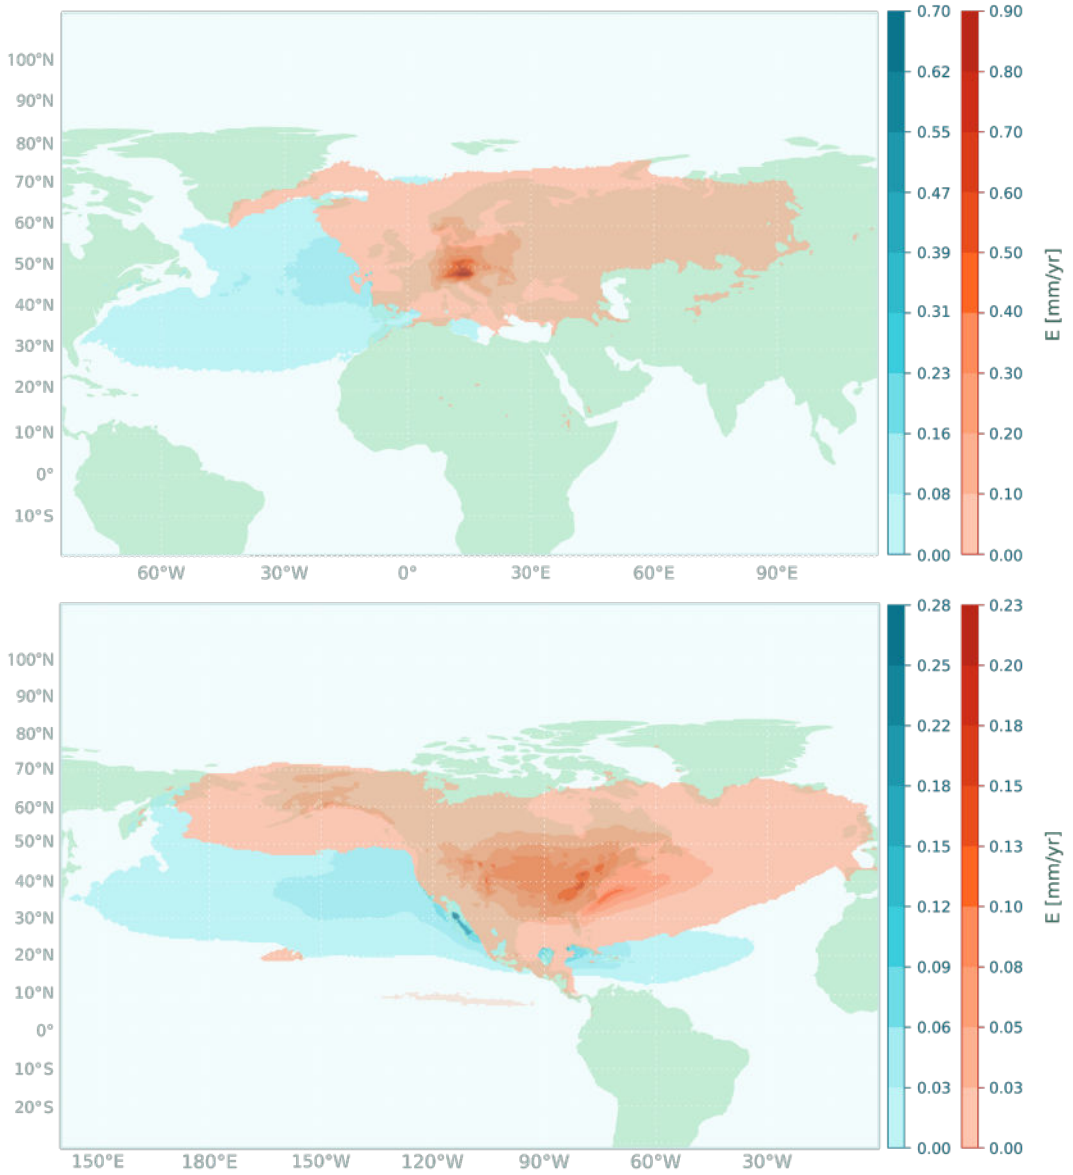 100°N
90°N
80°N
70°N
60°N
50°N
40°N
30°N
20°N
10°N
0°
10°S
60°W 30°W 0° 30°E 60°E 90°E
0.70
0.62
0.55
0.47
0.39
0.31
0.23
0.16
0.08
0.00
0.90
0.80
0.70
0.60
0.50
0.40
0.30
0.20
0.10
0.00
E [mm/yr]
100°N
90°N
80°N
70°N
60°N
50°N
40°N
30°N
20°N
10°N
0°
10°S
20°S
150°E 180°E 150°W 120°W 90°W 60°W 30°W
0.28
0.25
0.22
0.18
0.15
0.12
0.09
0.06
0.03
0.00
0.23
0.20
0.18
0.15
0.13
0.10
0.08
0.05
0.03
0.00
E [mm/yr]